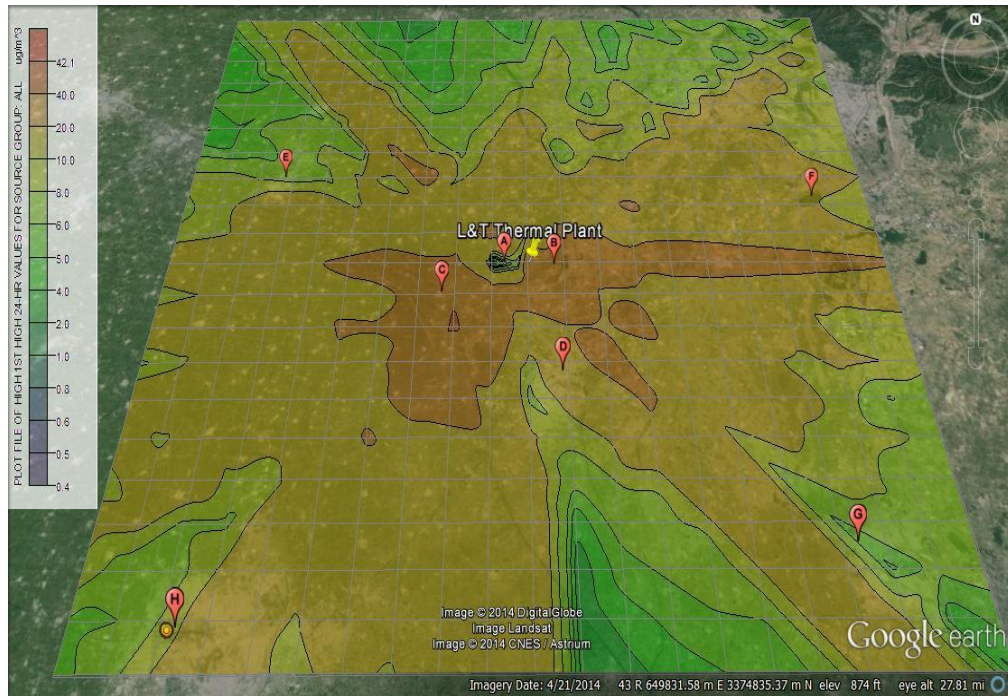 PLOT FILE OF HIGH 1ST HIGH 24-HR VALUES FOR SOURCE GROUP: ALL ug/m^3
42.1
40.0
20.0
10.0
8.0
6.0
4.0
2.0
1.0
0.8
0.6
0.5
0.4
N
E
F
L&T Thermal Plant
A
B
C
D
G
H
Image © 2014 DigitalGlobe
Image Landsat
Image © 2014 CNES / Astrium
Google earth
Imagery Date: 4/21/2014 43 R 649831.58 m E 3374835.37 m N elev 874 ft eye alt 27.81 mi